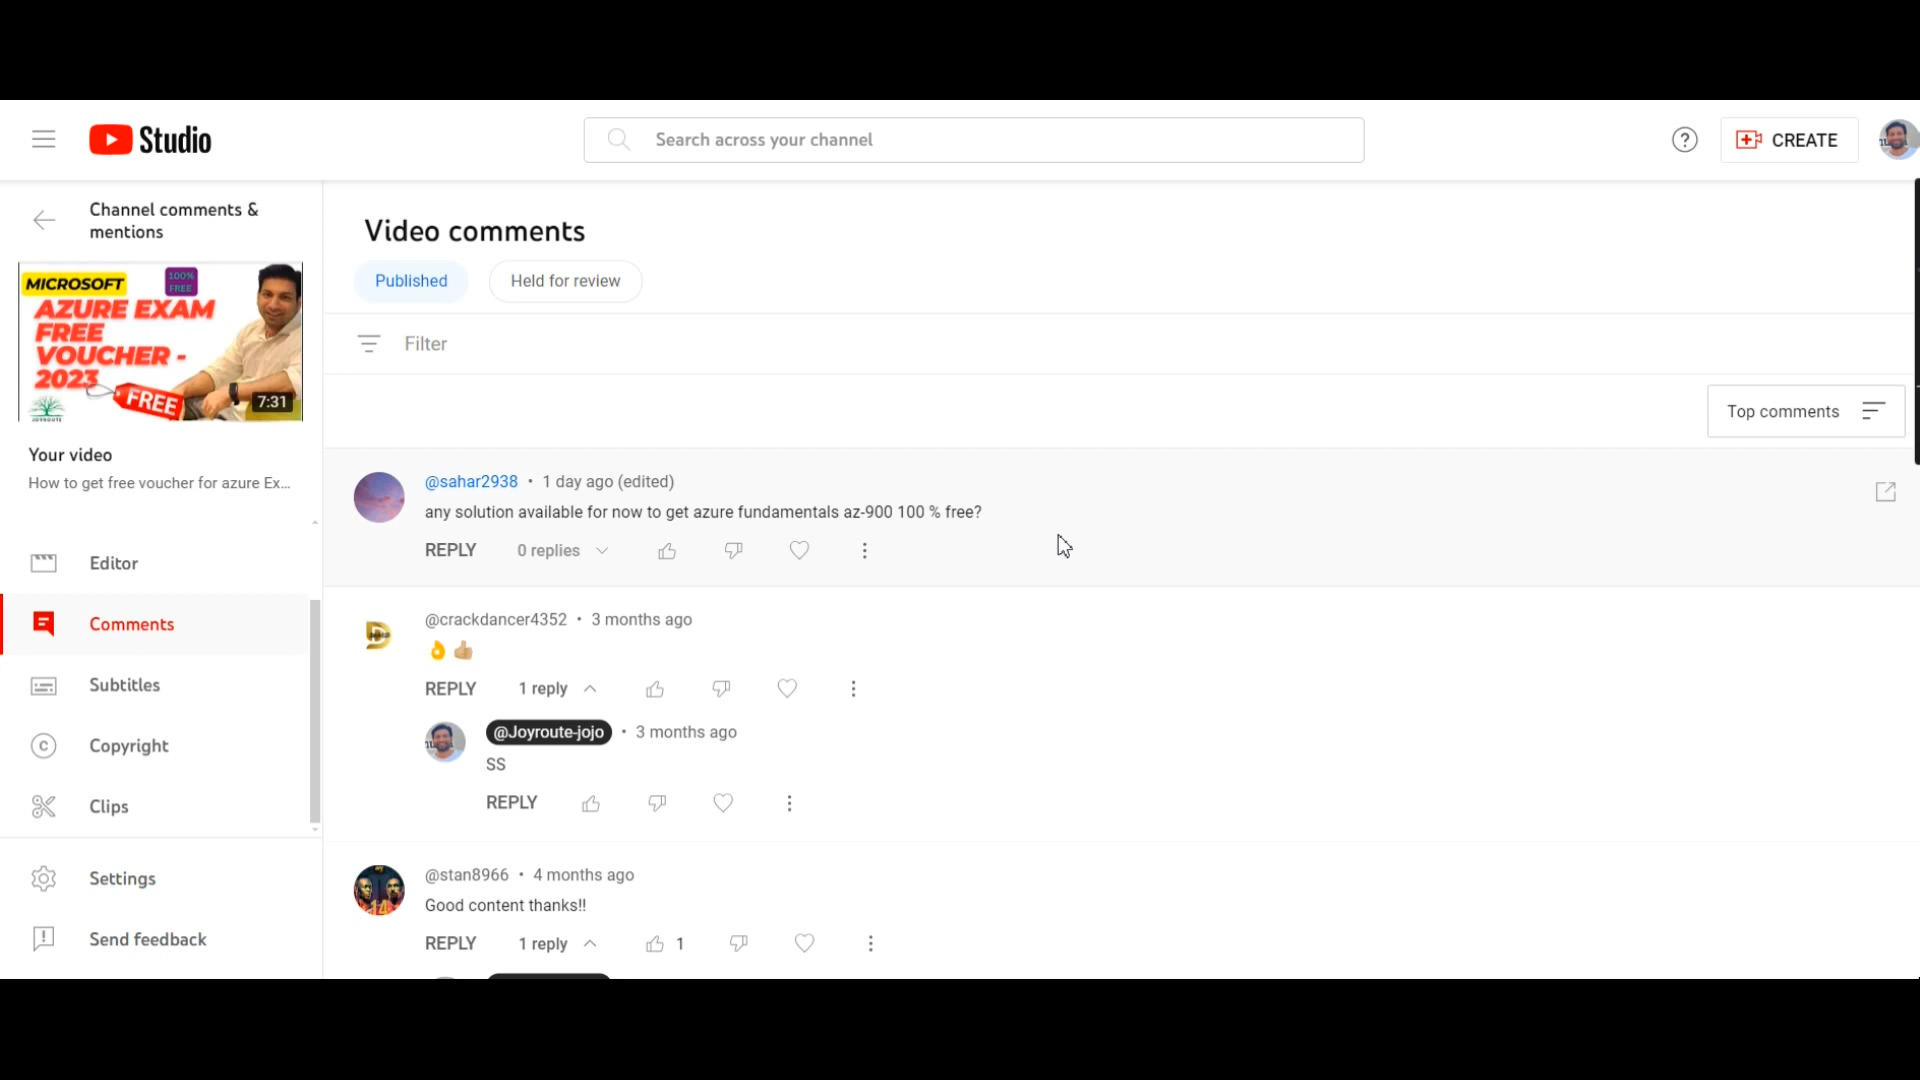 Studio
Search across your channel
CREATE
Channel comments &
mentions
MICROSOFT
100%
FREE
AZURE EXAM
FREE
VOUCHER -
2023
FREE
JOYROUTE
7:31
Your video
How to get free voucher for azure Ex...
Editor
Comments
Subtitles
Copyright
Clips
Settings
Send feedback
Video comments
Published
Held for review
Filter
Top comments
@sahar2938 • 1 day ago (edited)
any solution available for now to get azure fundamentals az-900 100 % free?
REPLY 0 replies
@crackdancer4352 • 3 months ago
👌👍🏼
REPLY 1 reply
@Joyroute-jojo • 3 months ago
SS
REPLY
@stan8966 • 4 months ago
Good content thanks!!
REPLY 1 reply 1